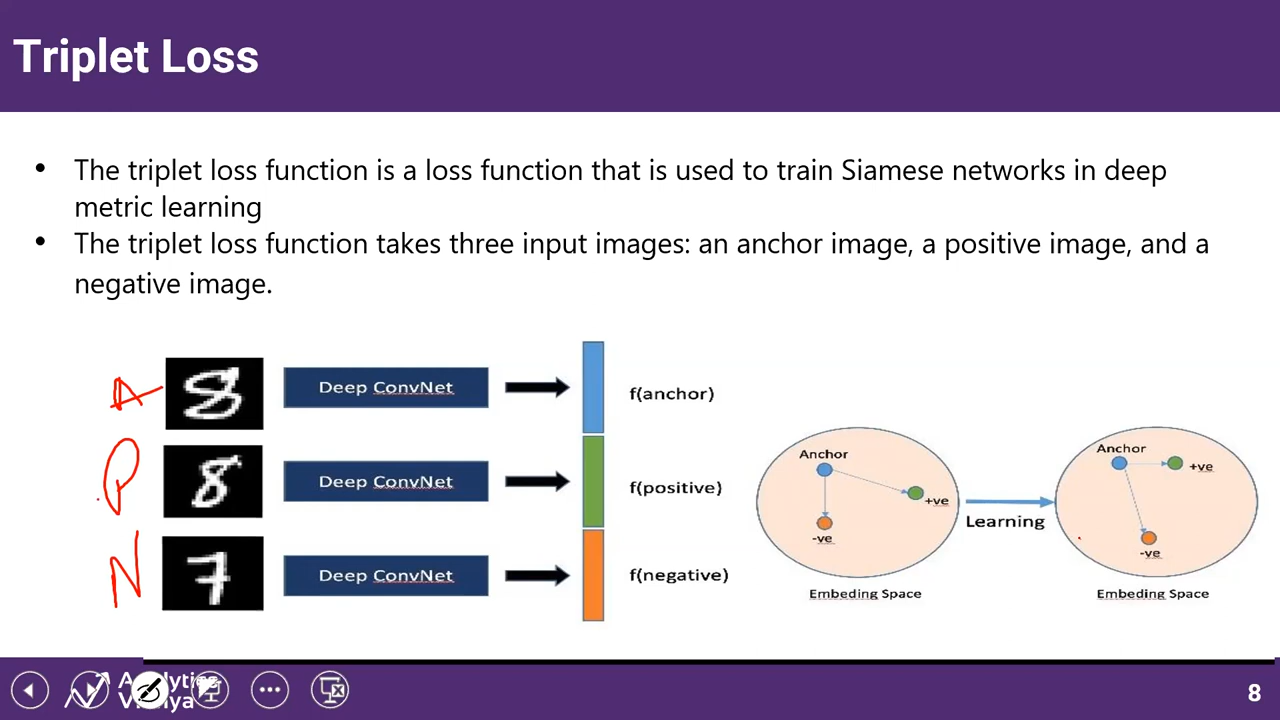 Triplet Loss
• The triplet loss function is a loss function that is used to train Siamese networks in deep
metric learning
• The triplet loss function takes three input images: an anchor image, a positive image, and a
negative image.
A
8
Deep ConvNet
f(anchor)
P
8
Deep ConvNet
f(positive)
N
7
Deep ConvNet
f(negative)
Anchor
+ve
-ve
Embeding Space
Learning
Anchor
+ve
-ve
Embeding Space
8